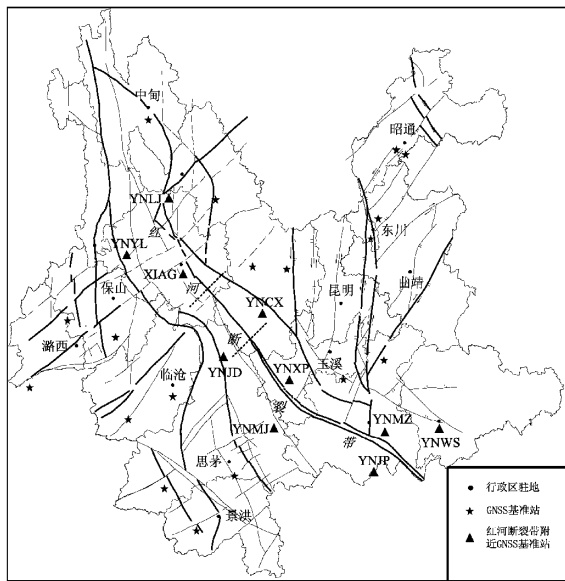 中甸
昭通
YNLJ
红
东川
YNYL
XIAG
曲靖
保山
河
昆明
YNCX
断
潞西
玉溪
YNJD
临沧
YNXP
裂
YNMJ
带
YNMZ
YNWS
思茅
YNJP
景洪
行政区驻地
GNSS基准站
红河断裂带附
近GNSS基准站